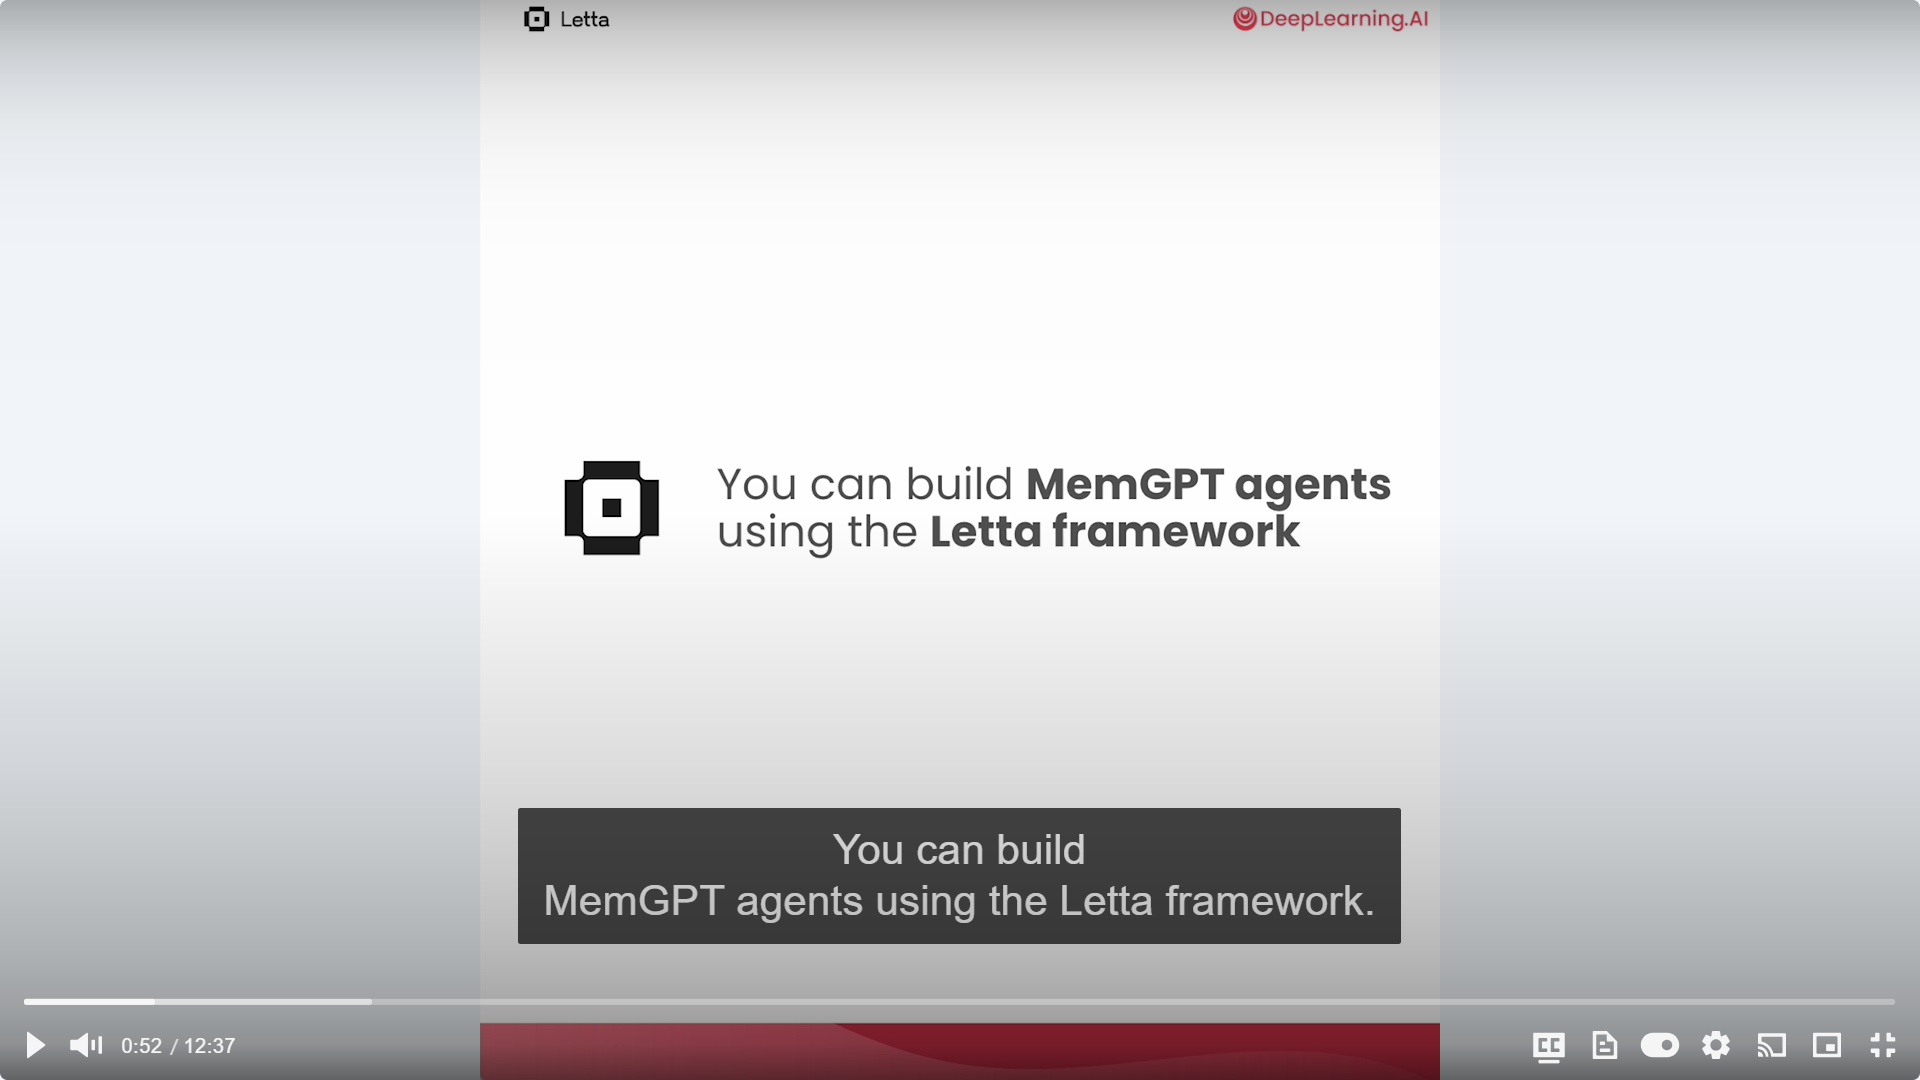 Letta
DeepLearning.AI
You can build MemGPT agents
using the Letta framework
You can build
MemGPT agents using the Letta framework.
0:52 / 12:37
CC